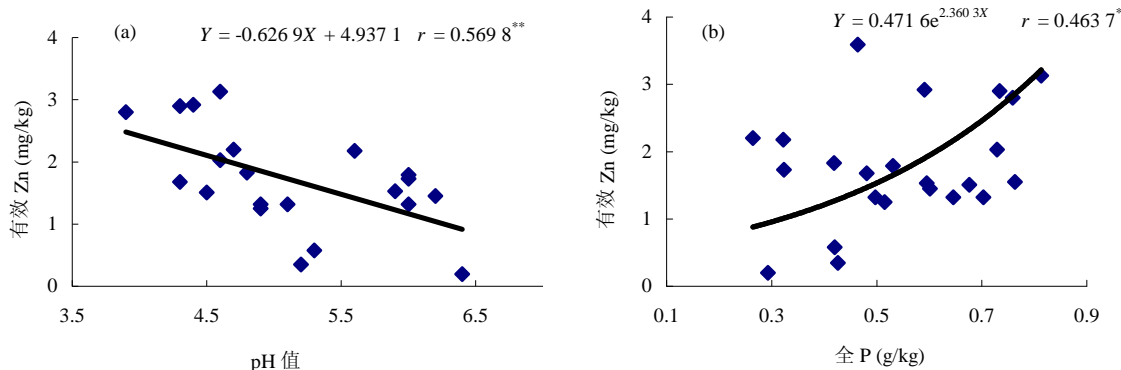 (a) Y = -0.626 9X + 4.937 1 r = 0.569 8**
有效 Zn (mg/kg)
4
3
2
1
0
3.5 4.5 5.5 6.5
pH 值
(b) Y = 0.471 6e^2.360 3X r = 0.463 7*
有效 Zn (mg/kg)
4
3
2
1
0
0.1 0.3 0.5 0.7 0.9
全 P (g/kg)